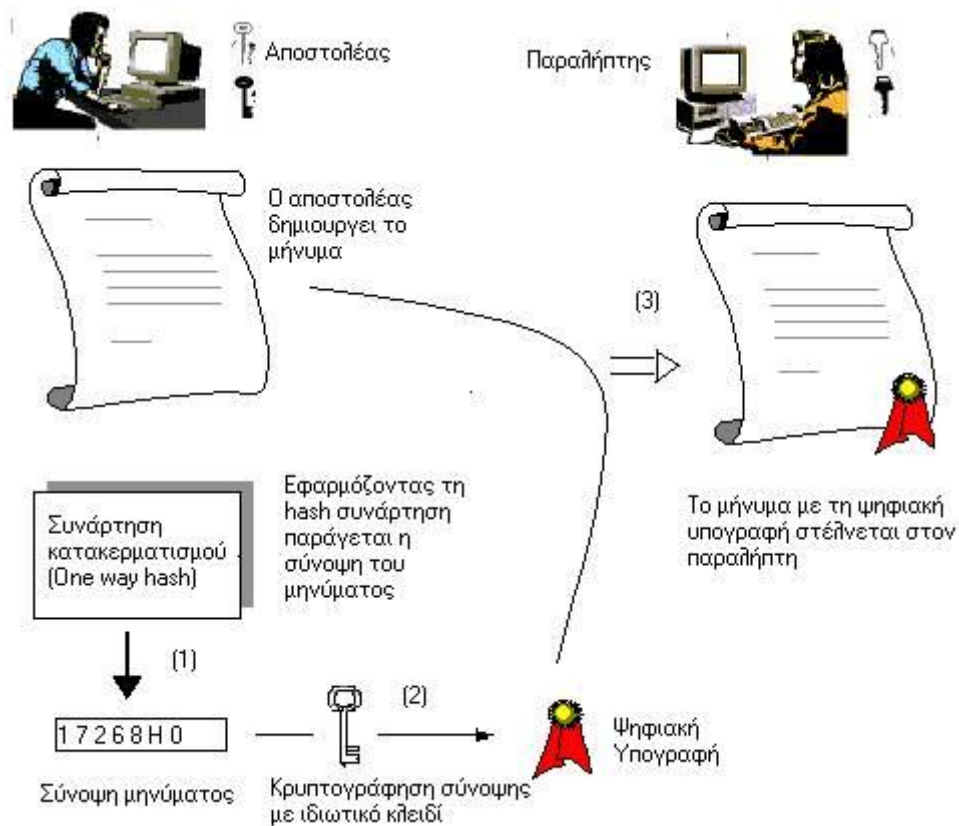 Αποστολέας
Παραλήπτης
Ο αποστολέας
δημιουργει το
μήνυμα
(3)
Συνάρτηση
κατακερματισμού
(One way hash)
Εφαρμόζοντας τη
hash συνάρτηση
παράγεται η
σύνοψη του
μηνύματος
Το μήνυμα με τη ψηφιακή
υπογραφή στέλνεται στον
παραλήπτη
(1)
(2)
17268H0
Ψηφιακή
Υπογραφή
Σύνοψη μηνύματος
Κρυπτογράφηση σύνοψης
με ιδιωτικό κλειδί